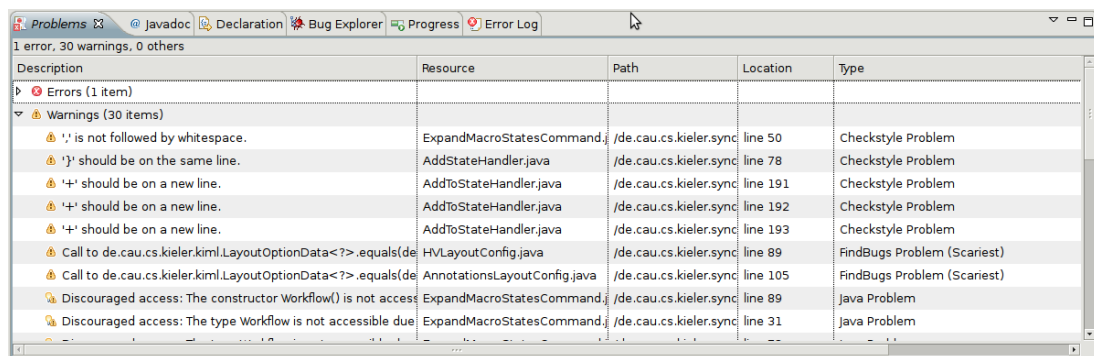 Problems @ Javadoc Declaration Bug Explorer Progress Error Log
1 error, 30 warnings, 0 others
Description Resource Path Location Type
Errors (1 item)
Warnings (30 items)
',' is not followed by whitespace. ExpandMacroStatesCommand.j /de.cau.cs.kieler.sync line 50 Checkstyle Problem
'}' should be on the same line. AddStateHandler.java /de.cau.cs.kieler.sync line 78 Checkstyle Problem
'+' should be on a new line. AddToStateHandler.java /de.cau.cs.kieler.sync line 191 Checkstyle Problem
'+' should be on a new line. AddToStateHandler.java /de.cau.cs.kieler.sync line 192 Checkstyle Problem
'+' should be on a new line. AddToStateHandler.java /de.cau.cs.kieler.sync line 193 Checkstyle Problem
Call to de.cau.cs.kieler.kiml.LayoutOptionData<?>.equals(de HVLayoutConfig.java /de.cau.cs.kieler.sync line 89 FindBugs Problem (Scariest)
Call to de.cau.cs.kieler.kiml.LayoutOptionData<?>.equals(de AnnotationsLayoutConfig.java /de.cau.cs.kieler.sync line 105 FindBugs Problem (Scariest)
Discouraged access: The constructor Workflow() is not access ExpandMacroStatesCommand.j /de.cau.cs.kieler.sync line 89 Java Problem
Discouraged access: The type Workflow is not accessible due ExpandMacroStatesCommand.j /de.cau.cs.kieler.sync line 31 Java Problem